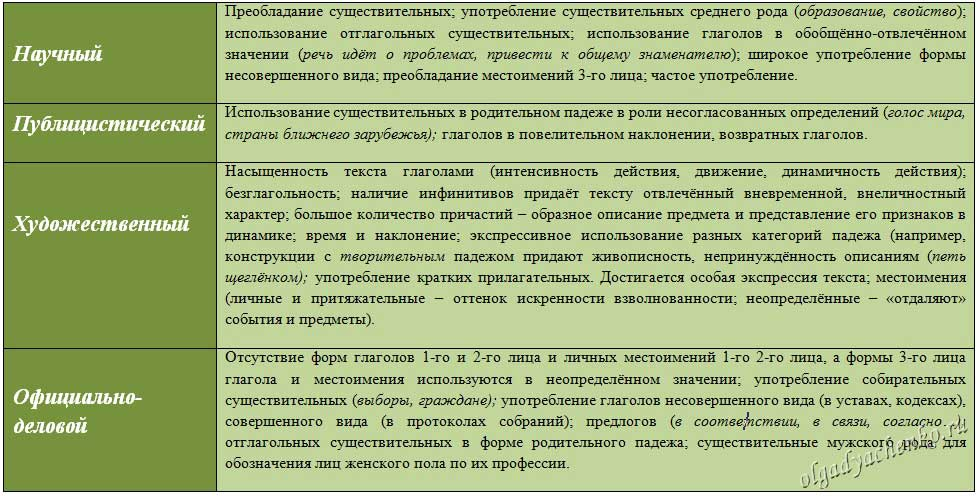 Научный
Преобладание существительных; употребление существительных среднего рода (образование, свойство);
использование отглагольных существительных; использование глаголов в обобщённо-отвлечённом
значении (речь идёт о проблемах, привести к общему знаменателю); широкое употребление формы
несовершенного вида; преобладание местоимений 3-го лица; частое употребление.
Публицистический
Использование существительных в родительном падеже в роли несогласованных определений (голос мира,
страны ближнего зарубежья); глаголов в повелительном наклонении, возвратных глаголов.
Художественный
Насыщенность текста глаголами (интенсивность действия, движение, динамичность действия);
безглагольность; наличие инфинитивов придаёт тексту отвлечённый вневременной, внеличностный
характер; большое количество причастий – образное описание предмета и представление его признаков в
динамике; время и наклонение; экспрессивное использование разных категорий падежа (например,
конструкции с творительным падежом придают живописность, непринуждённость описаниям (петь
щеглёнком); употребление кратких прилагательных. Достигается особая экспрессия текста; местоимения
(личные и притяжательные – оттенок искренности взволнованности; неопределённые – «отдаляют»
события и предметы).
Официально-
деловой
Отсутствие форм глаголов 1-го и 2-го лица и личных местоимений 1-го 2-го лица, а формы 3-го лица
глагола и местоимения используются в неопределённом значении; употребление собирательных
существительных (выборы, граждане); употребление глаголов несовершенного вида (в уставах, кодексах),
совершенного вида (в протоколах собраний); предлогов (в соответствии, в связи, согласно
отглагольных существительных в форме родительного падежа; существительные мужского рода для
обозначения лиц женского пола по их профессии.
olgadyachenko.ru